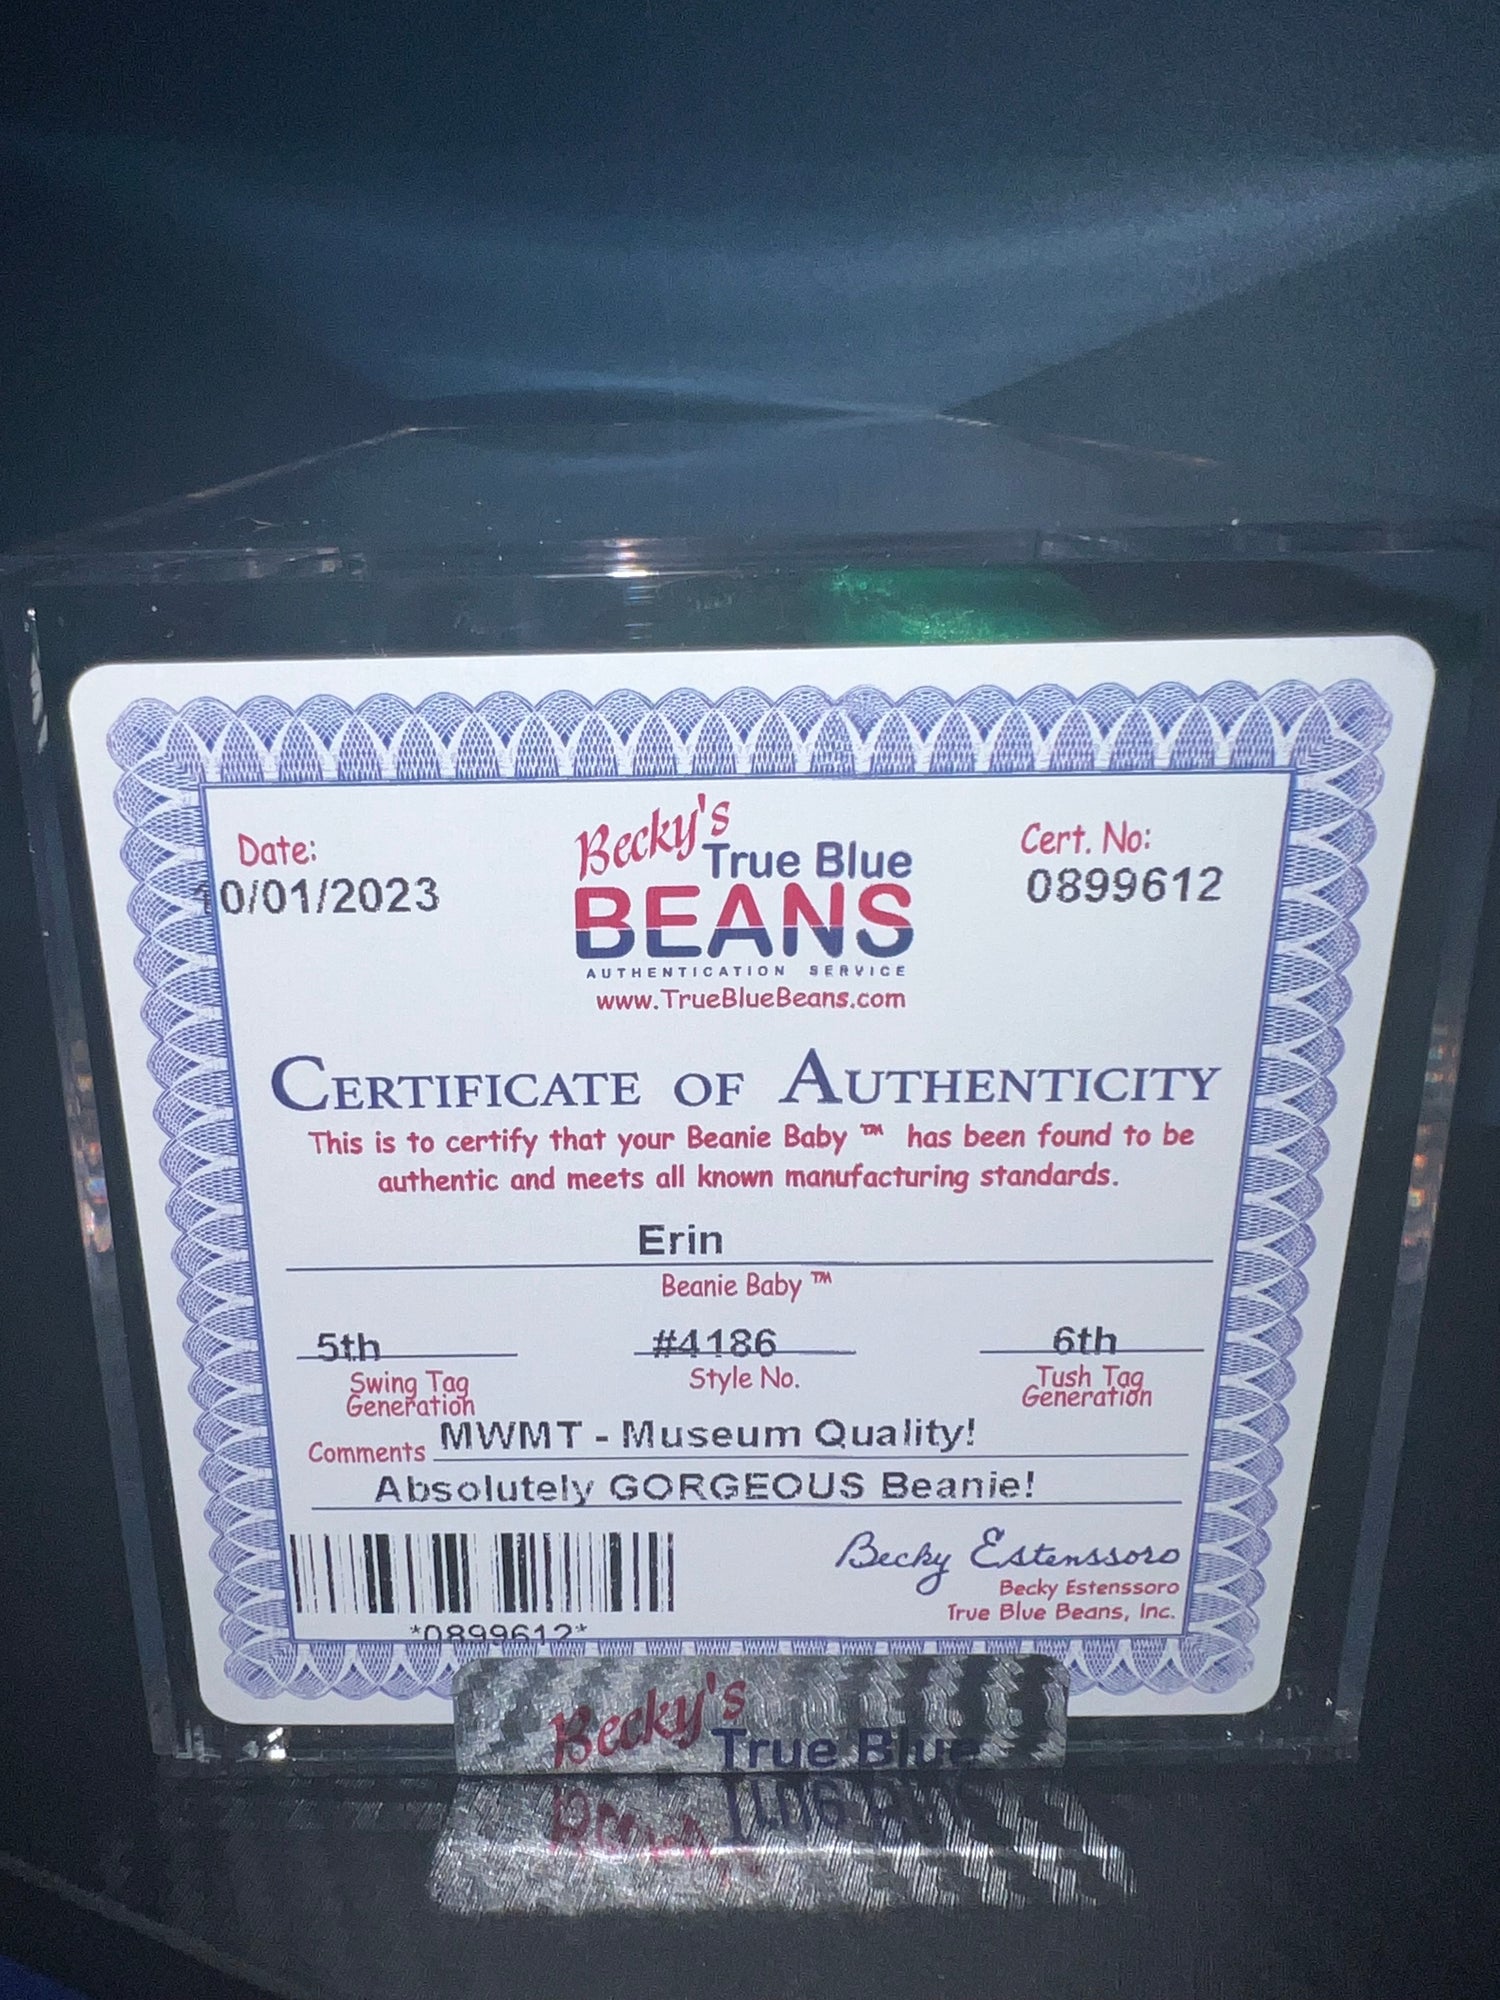 Date:
10/01/2023
Becky's
True Blue
BEANS
AUTHENTICATION SERVICE
www.TrueBlueBeans.com
Cert. No:
0899612
CERTIFICATE OF AUTHENTICITY
This is to certify that your Beanie Baby ™ has been found to be
authentic and meets all known manufacturing standards.
Erin
Beanie Baby ™
5th
Swing Tag
Generation
#4186
Style No.
6th
Tush Tag
Generation
Comments MWMT - Museum Quality!
Absolutely GORGEOUS Beanie!
*0899612*
Becky Estenssoro
Becky Estenssoro
True Blue Beans, Inc.
Becky's
True Blue